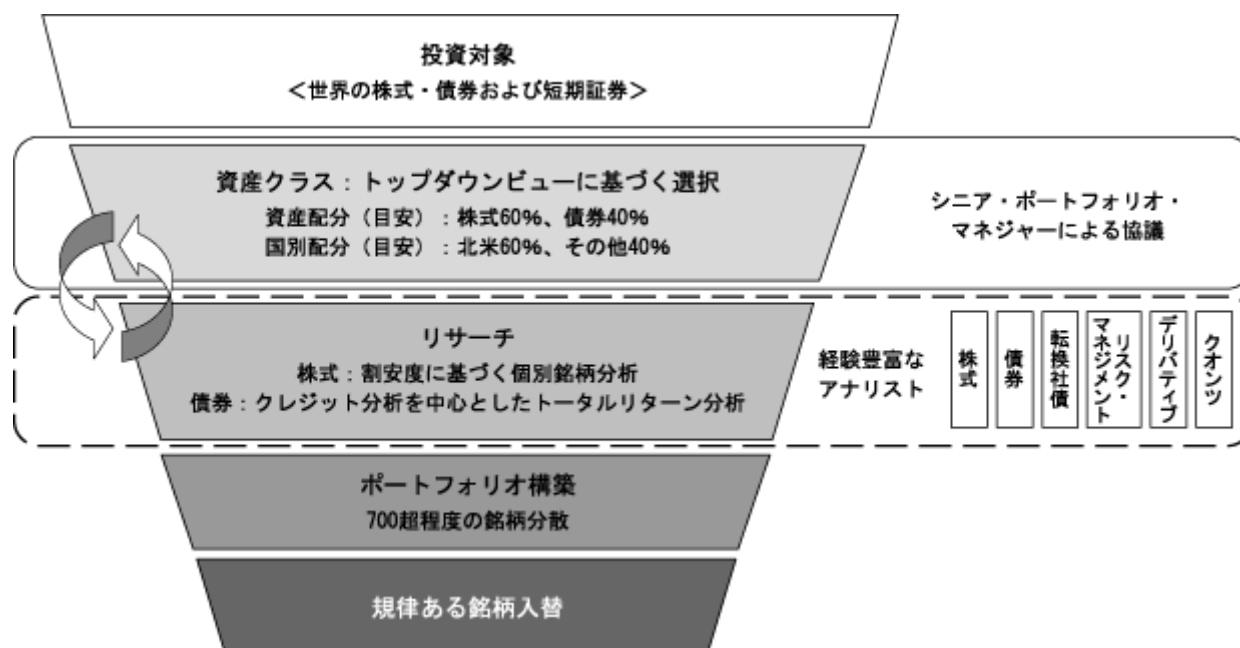 投資対象
＜世界の株式・債券および短期証券＞
資産クラス：トップダウンビューに基づく選択
資産配分（目安）：株式60%、債券40%
国別配分（目安）：北米60%、その他40%
シニア・ポートフォリオ・
マネジャーによる協議
リサーチ
株式：割安度に基づく個別銘柄分析
債券：クレジット分析を中心としたトータルリターン分析
経験豊富な
アナリスト
株式
債券
転換社債
リスク・
マネジメント
デリバティブ
クオンツ
ポートフォリオ構築
700超程度の銘柄分散
規律ある銘柄入替